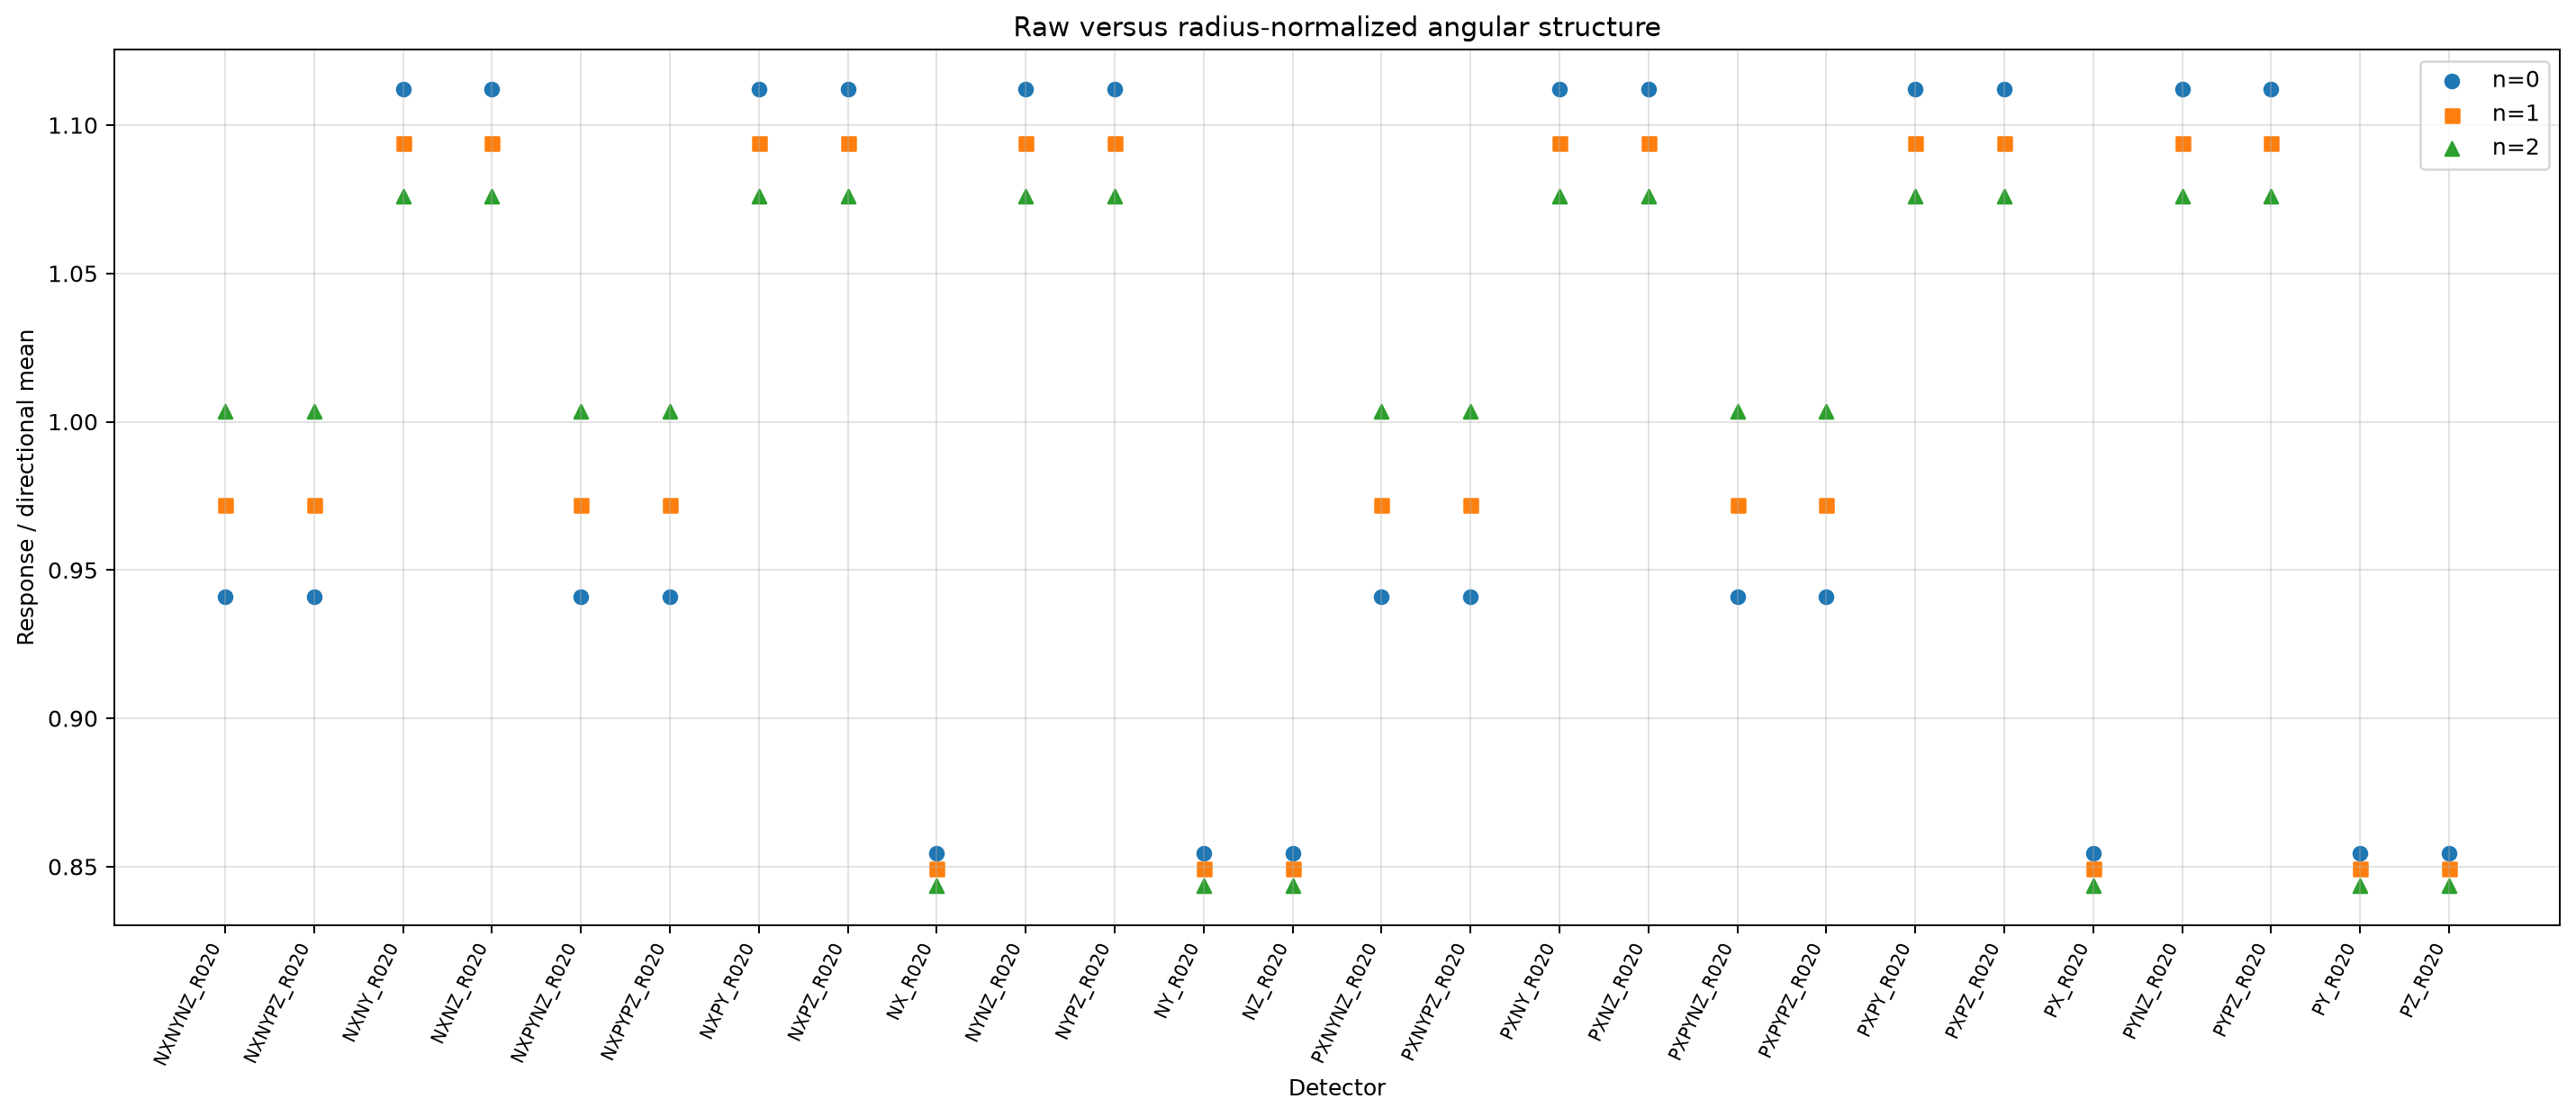 Raw versus radius-normalized angular structure
n=0
n=1
n=2
Response / directional mean
1.10
1.05
1.00
0.95
0.90
0.85
NXNYNZ_R020
NXNYPZ_R020
NXNY_R020
NXNZ_R020
NXPYNZ_R020
NXPYPZ_R020
NXPY_R020
NXPZ_R020
NX_R020
NYNZ_R020
NYPZ_R020
NY_R020
NZ_R020
PXNYNZ_R020
PXNYPZ_R020
PXNY_R020
PXNZ_R020
PXPYNZ_R020
PXPYPZ_R020
PXPY_R020
PXPZ_R020
PX_R020
PYNZ_R020
PYPZ_R020
PY_R020
PZ_R020
Detector